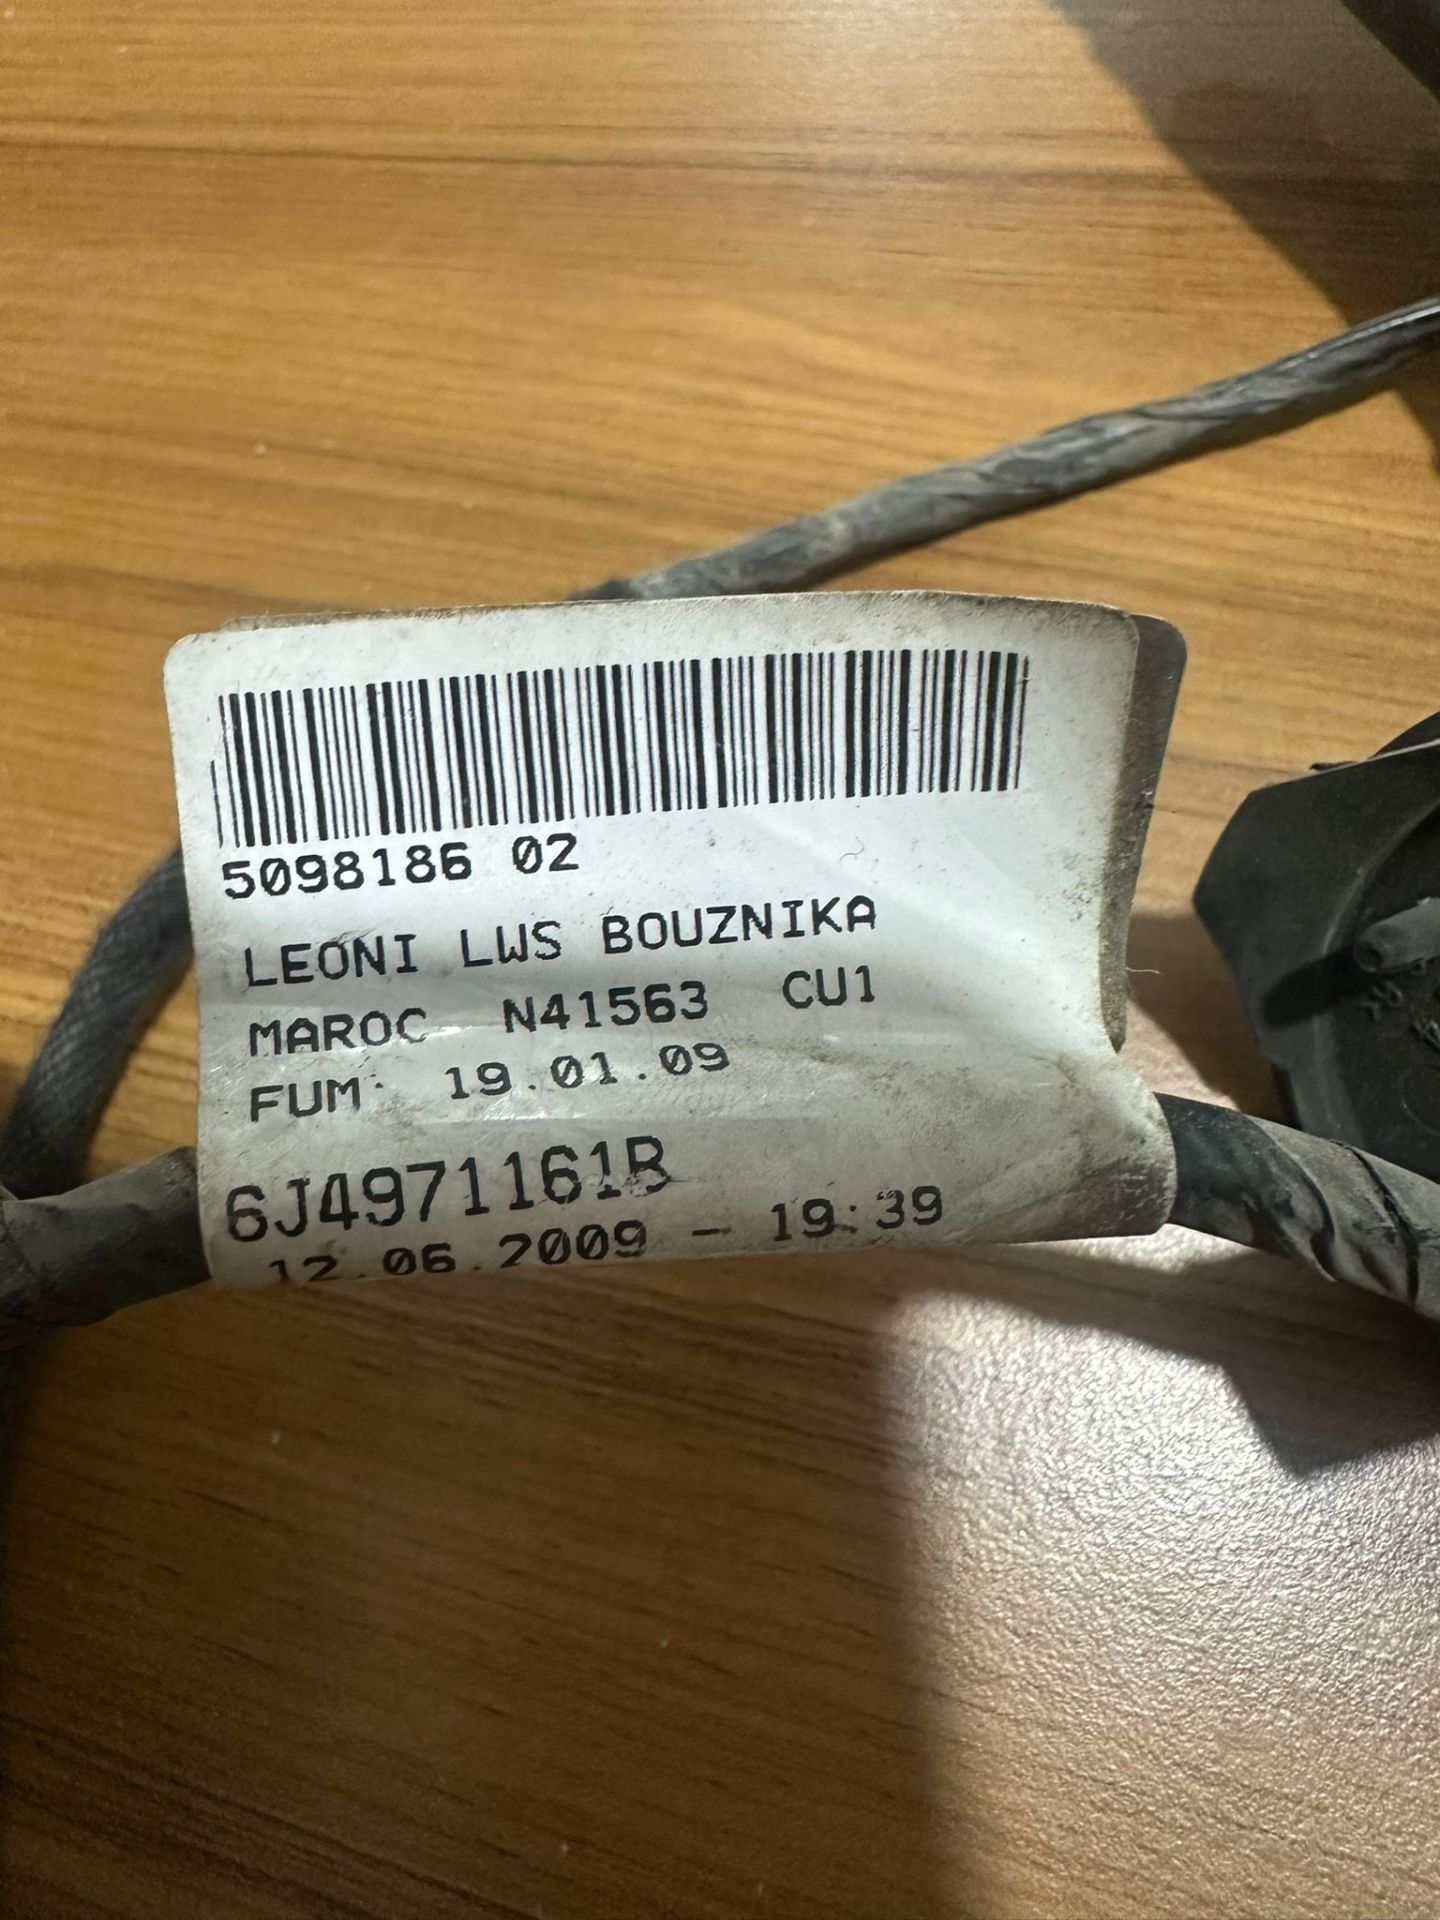 5098186 02
LEONI LWS BOUZNIKA
MAROC N41563 CU1
FUM: 19.01.09
6J4971161B
12.06.2009 - 19:39